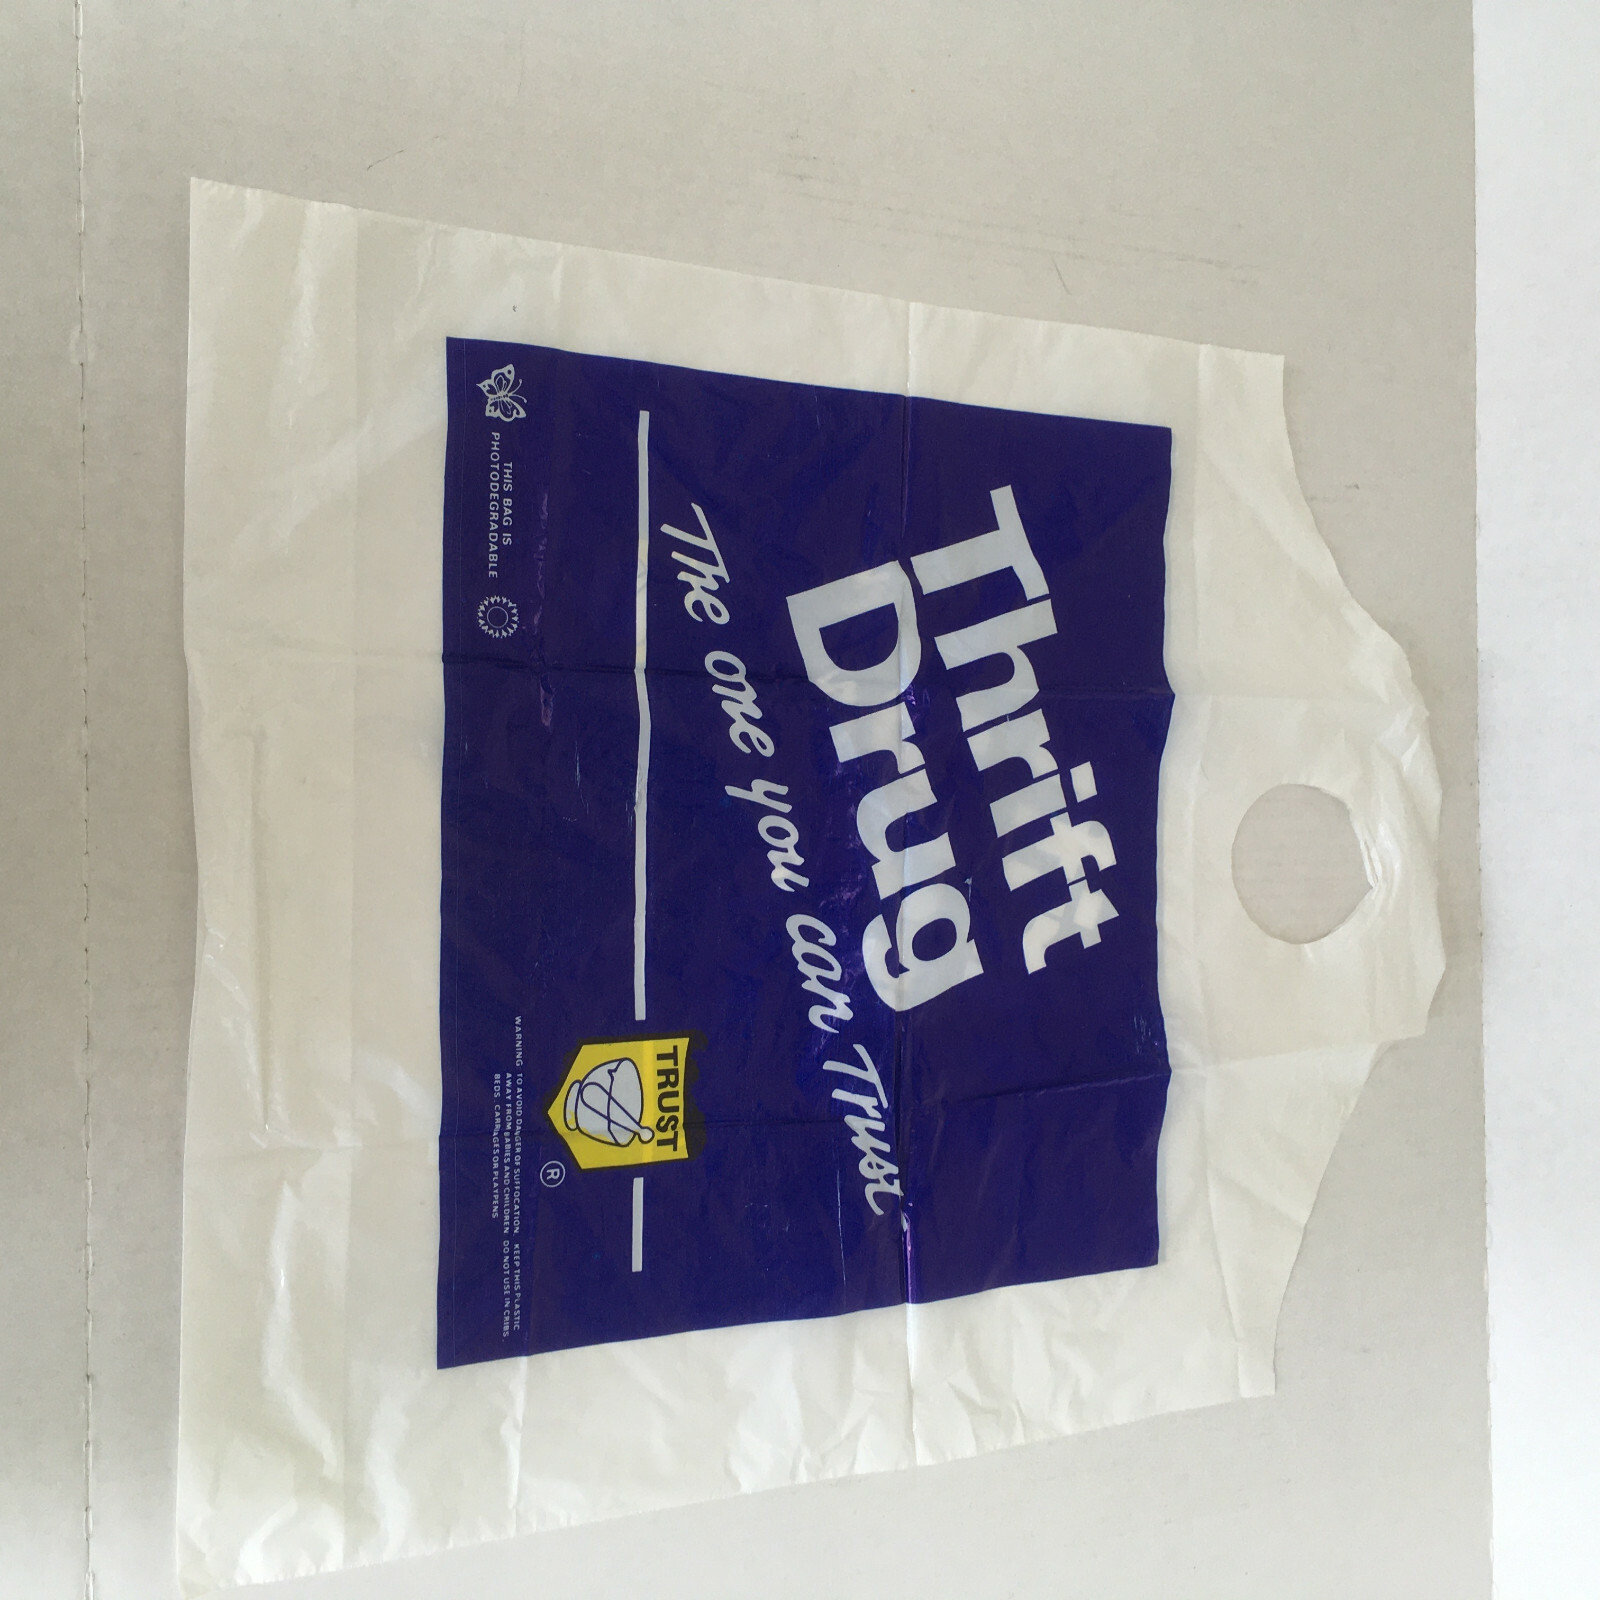 Thrift
Drug
The one you can Trust
TRUST
®
THIS BAG IS
PHOTODEGRADABLE
WARNING: TO AVOID DANGER OF SUFFOCATION, KEEP THIS PLASTIC
AWAY FROM BABIES AND CHILDREN. DO NOT USE IN CRIBS,
BEDS, CARRIAGES OR PLAYPENS